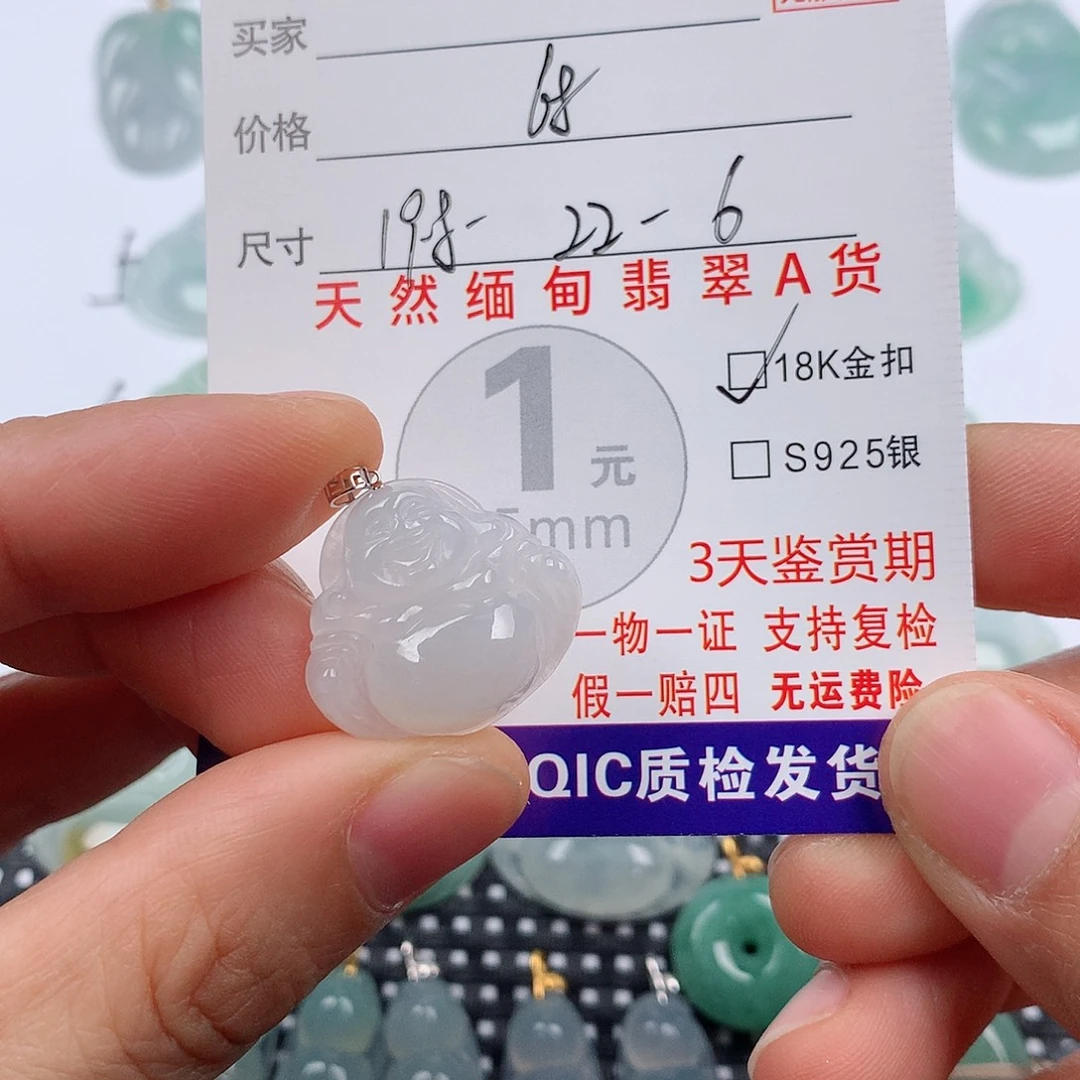 买家
价格
尺寸 22-6
天然缅甸翡翠A货
1元
mm
18K金扣
S925银
3天鉴赏期
一物一证 支持复检
假一赔四 无运费险
QIC质检发货